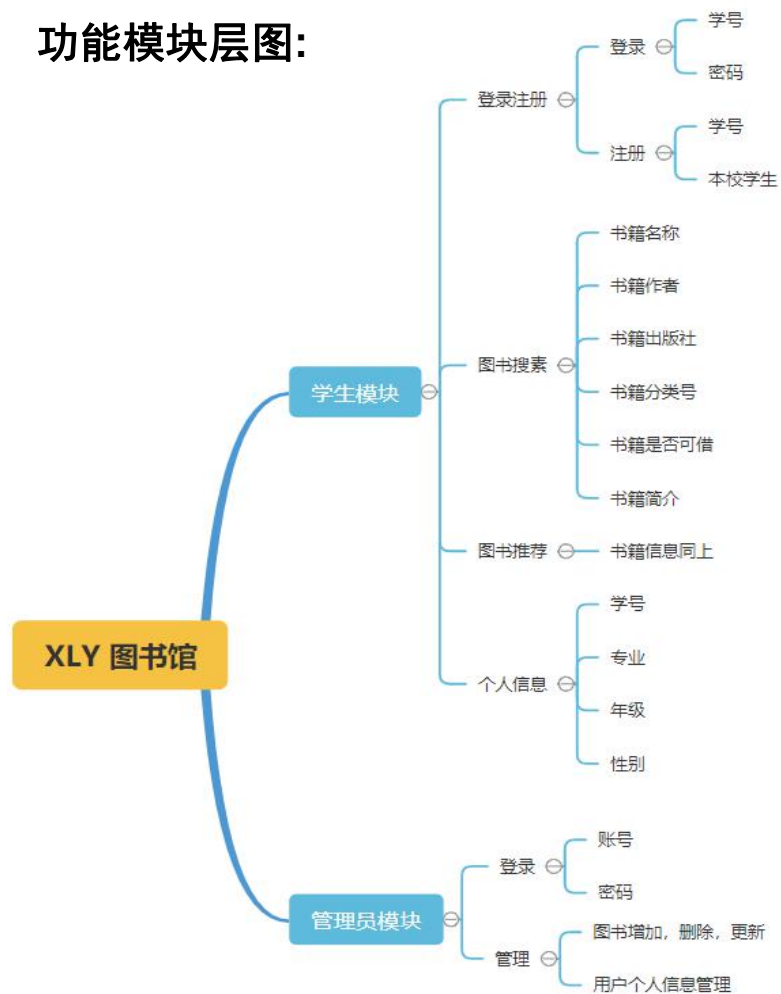 功能模块层图:
学号
登录
密码
登录注册
学号
注册
本校学生
书籍名称
书籍作者
书籍出版社
图书搜素
学生模块
书籍分类号
书籍是否可借
书籍简介
图书推荐
书籍信息同上
学号
XLY 图书馆
专业
个人信息
年级
性别
账号
登录
密码
管理员模块
图书增加，删除，更新
管理
用户个人信息管理